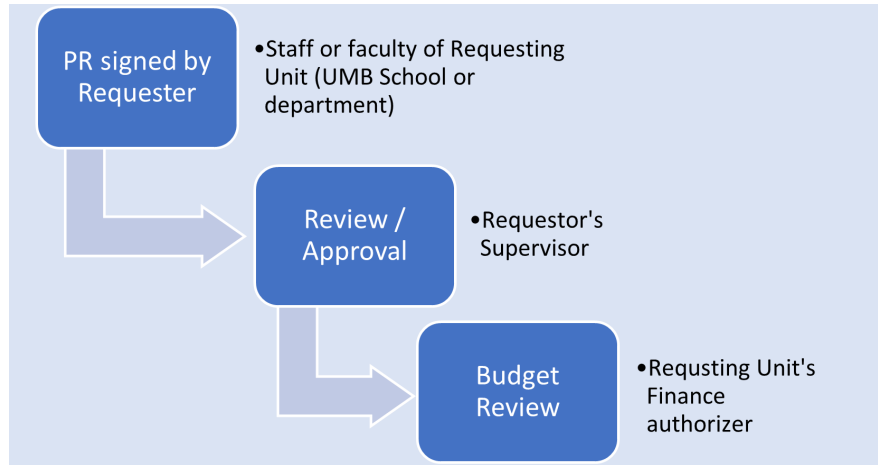 PR signed by
Requester
•Staff or faculty of Requesting
Unit (UMB School or
department)
Review /
Approval
•Requestor's
Supervisor
Budget
Review
•Requsting Unit's
Finance
authorizer